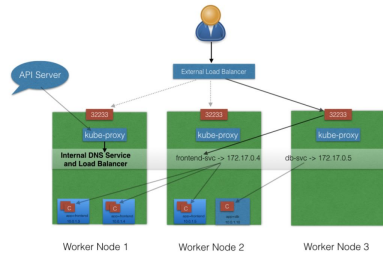 API Server
External Load Balancer
32233
32233
32233
kube-proxy
kube-proxy
kube-proxy
Internal DNS Service
and Load Balancer
frontend-svc -> 172.17.0.4
db-svc -> 172.17.0.5
C
C
C
C
Worker Node 1
Worker Node 2
Worker Node 3